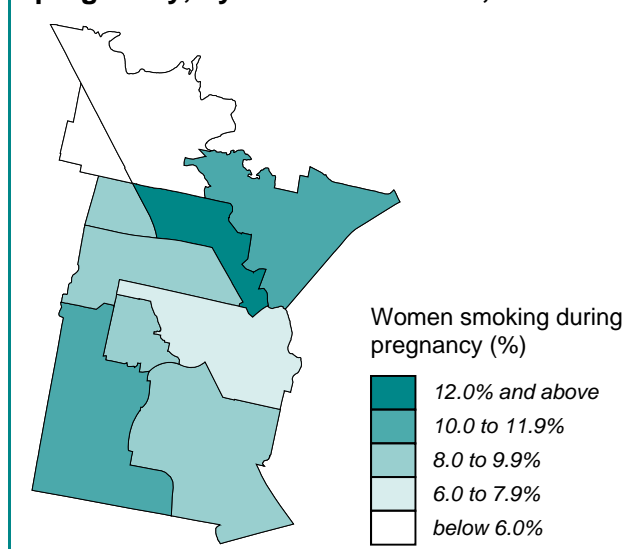 Women smoking during
pregnancy (%)
12.0% and above
10.0 to 11.9%
8.0 to 9.9%
6.0 to 7.9%
below 6.0%